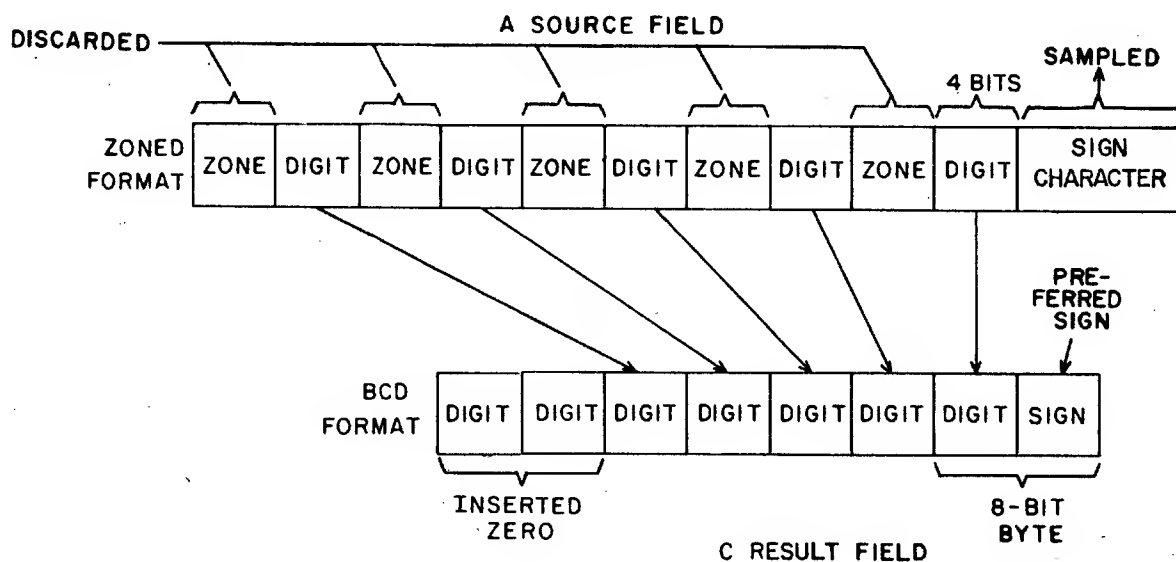 A SOURCE FIELD
DISCARDED
SAMPLED
4 BITS
ZONED
FORMAT
ZONE DIGIT ZONE DIGIT ZONE DIGIT ZONE DIGIT ZONE DIGIT SIGN
CHARACTER
PRE-
FERRED
SIGN
BCD
FORMAT
DIGIT DIGIT DIGIT DIGIT DIGIT DIGIT DIGIT SIGN
INSERTED
ZERO
8-BIT
BYTE
C RESULT FIELD